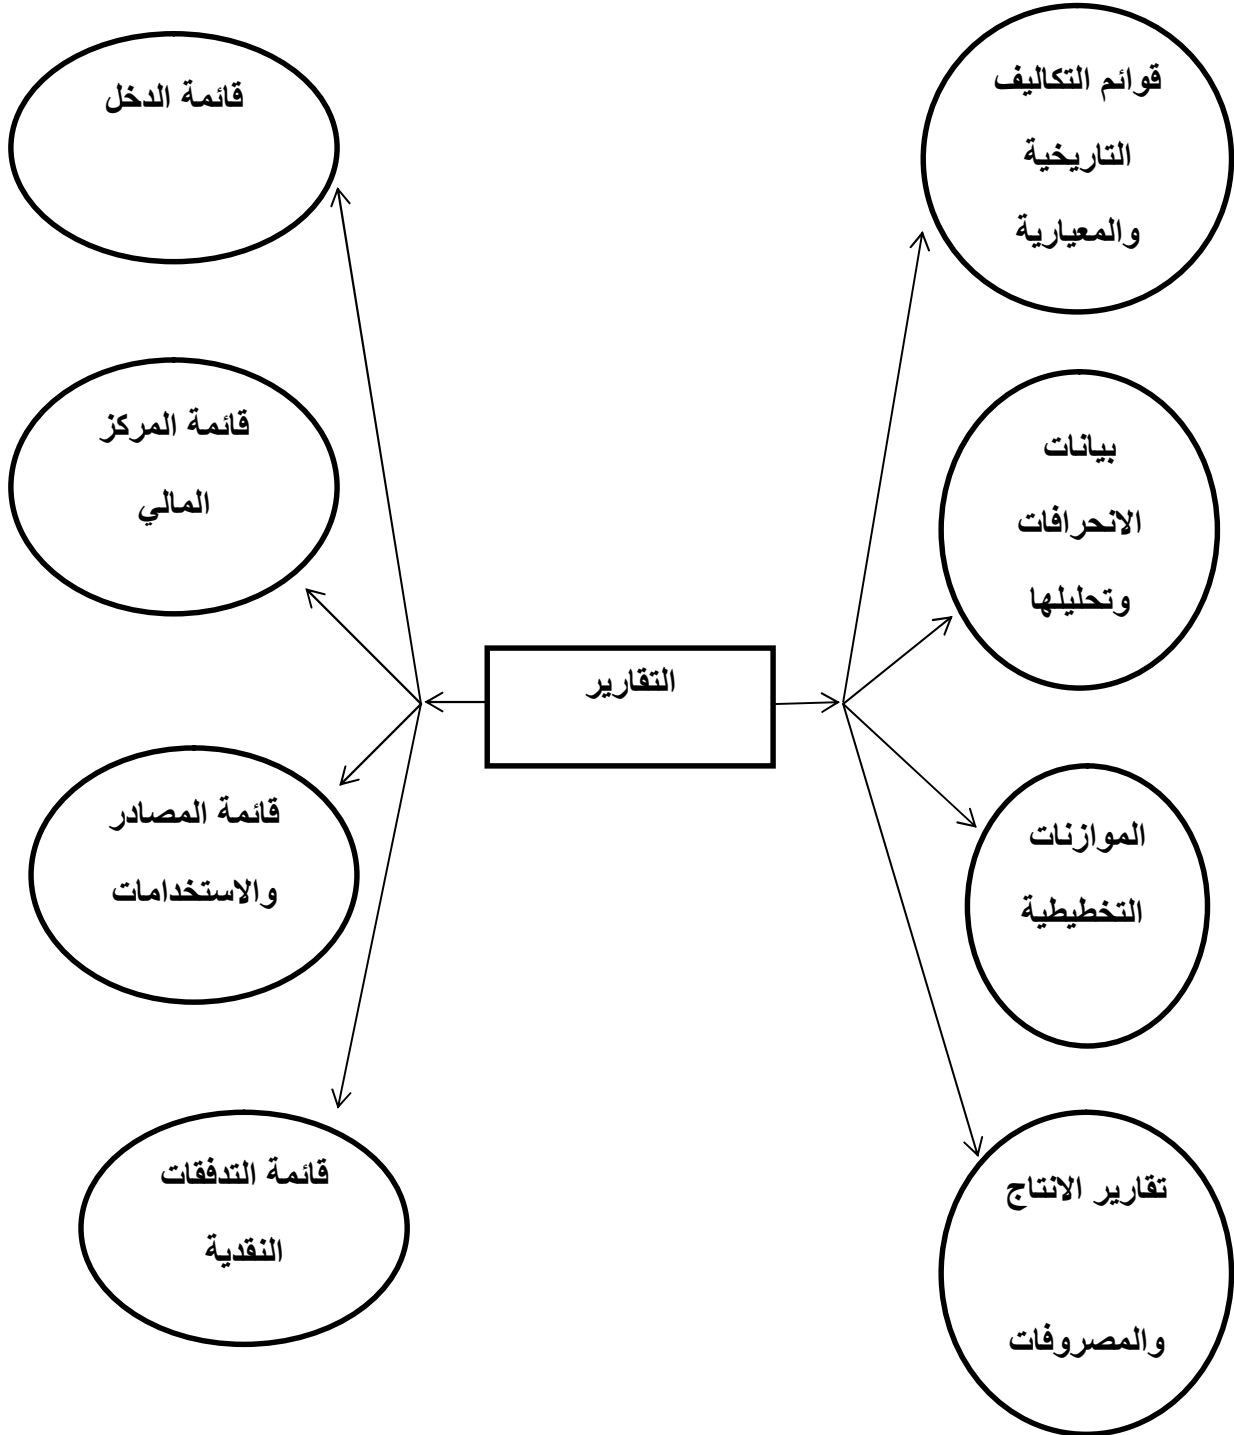 قوائم التكاليف
التاريخية
والمعيارية
بيانات
الانحرافات
وتحليلها
الموازنات
التخطيطية
تقارير الانتاج
والمصروفات
التقارير
قائمة الدخل
قائمة المركز
المالي
قائمة المصادر
والاستخدامات
قائمة التدفقات
النقدية